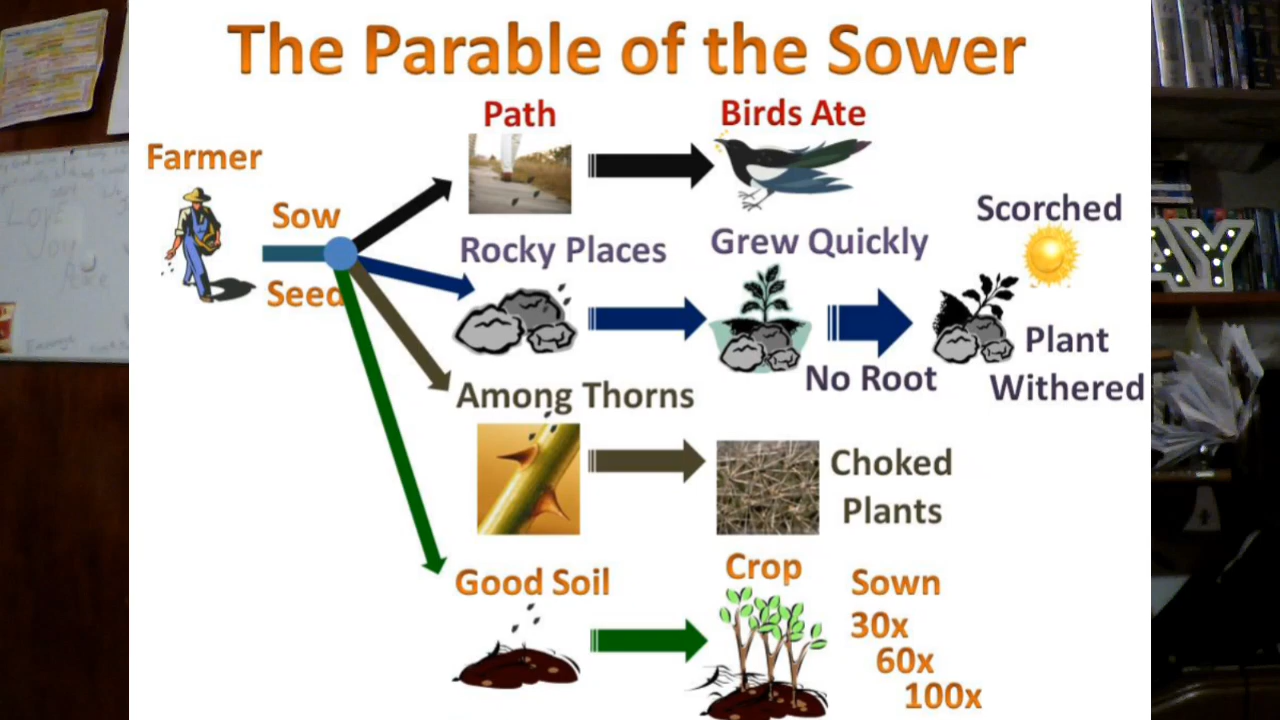 The Parable of the Sower
Farmer
Sow
Seed
Path
Birds Ate
Rocky Places
Grew Quickly
No Root
Scorched
Plant
Withered
Among Thorns
Choked
Plants
Good Soil
Crop
Sown
30x
60x
100x
AY